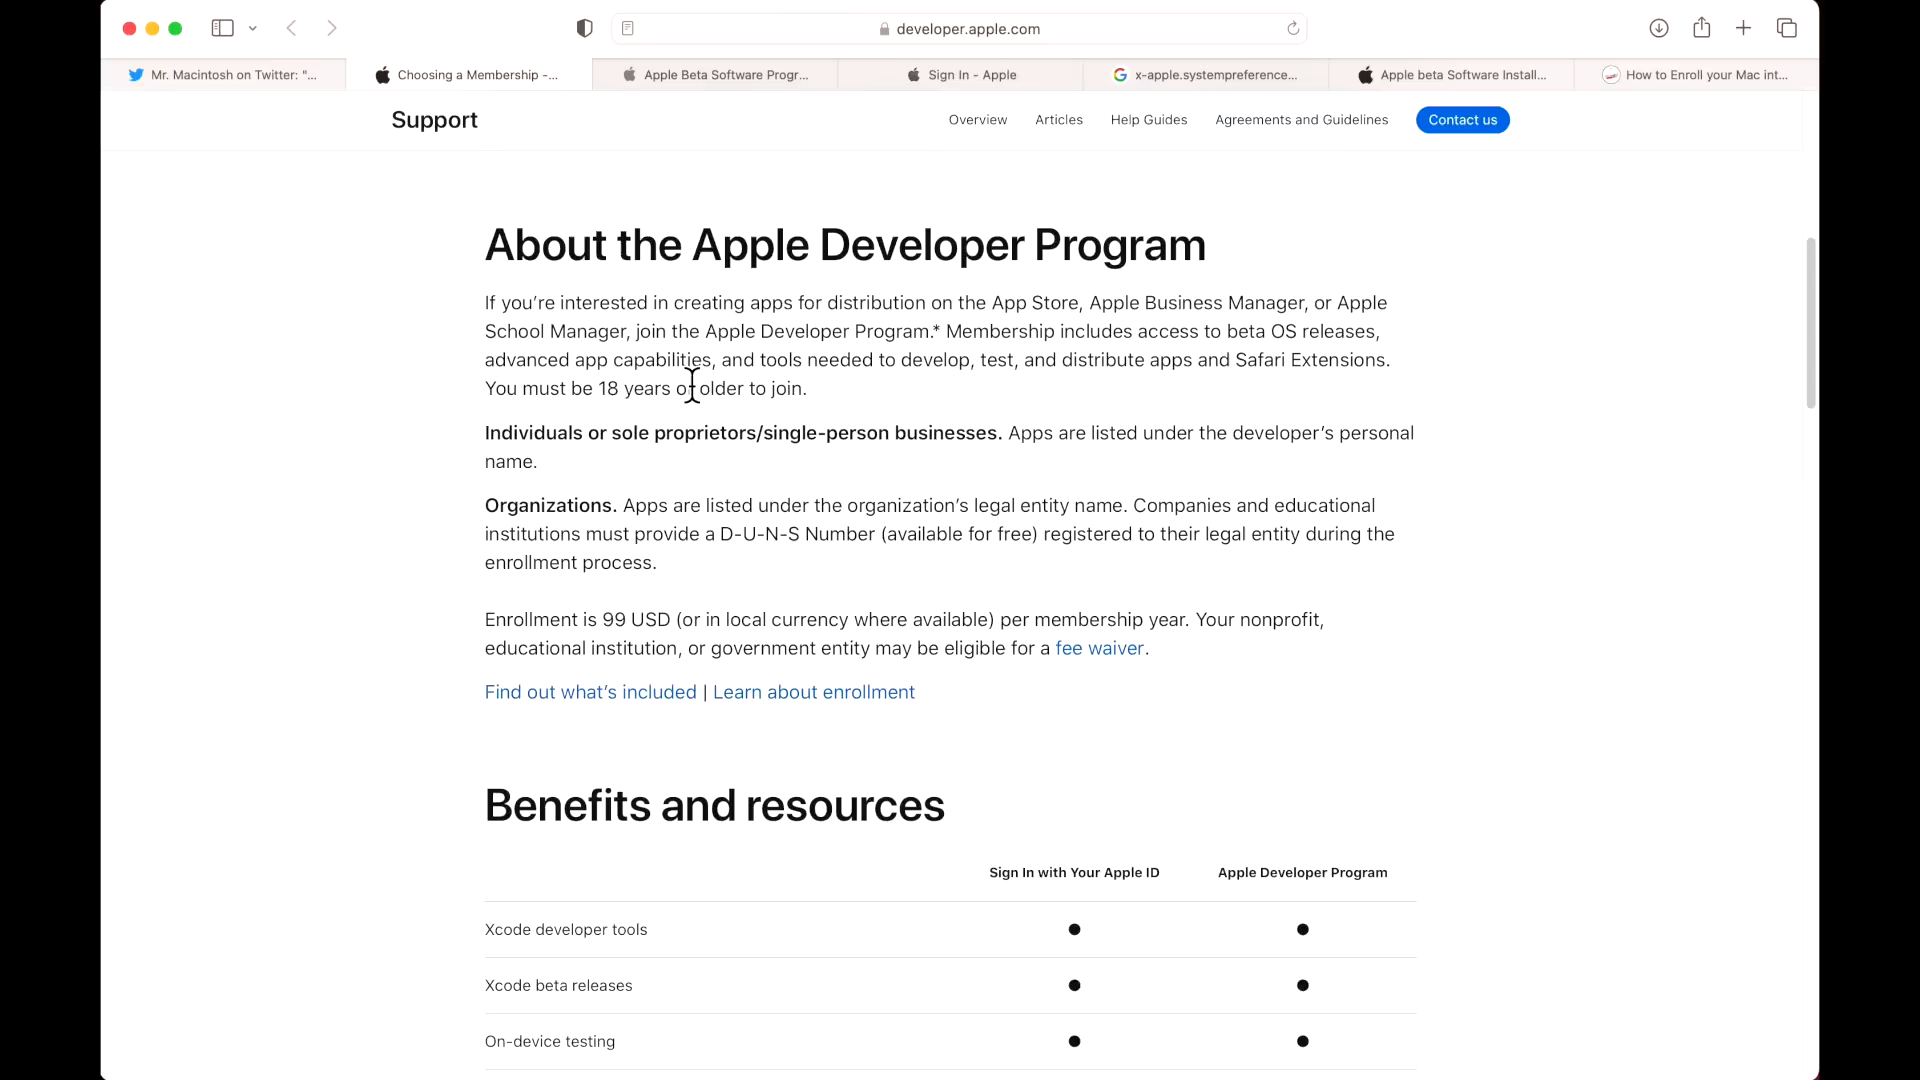 developer.apple.com
Mr. Macintosh on Twitter: "...
Choosing a Membership -...
Apple Beta Software Progr...
Sign In - Apple
x-apple.systempreference...
Apple beta Software Install...
How to Enroll your Mac int...
Support
Overview
Articles
Help Guides
Agreements and Guidelines
Contact us
About the Apple Developer Program
If you’re interested in creating apps for distribution on the App Store, Apple Business Manager, or Apple
School Manager, join the Apple Developer Program.* Membership includes access to beta OS releases,
advanced app capabilities, and tools needed to develop, test, and distribute apps and Safari Extensions.
You must be 18 years or older to join.
Individuals or sole proprietors/single-person businesses. Apps are listed under the developer’s personal
name.
Organizations. Apps are listed under the organization’s legal entity name. Companies and educational
institutions must provide a D-U-N-S Number (available for free) registered to their legal entity during the
enrollment process.
Enrollment is 99 USD (or in local currency where available) per membership year. Your nonprofit,
educational institution, or government entity may be eligible for a fee waiver.
Find out what’s included | Learn about enrollment
Benefits and resources
Sign In with Your Apple ID
Apple Developer Program
Xcode developer tools
Xcode beta releases
On-device testing